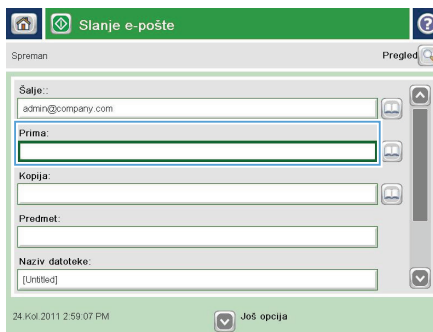 Slanje e-pošte
Spreman
Pregled
Šalje::
admin@company.com
Prima:
Kopija:
Predmet:
Naziv datoteke:
[Untitled]
24.Kol.2011 2:59:07 PM
Još opcija